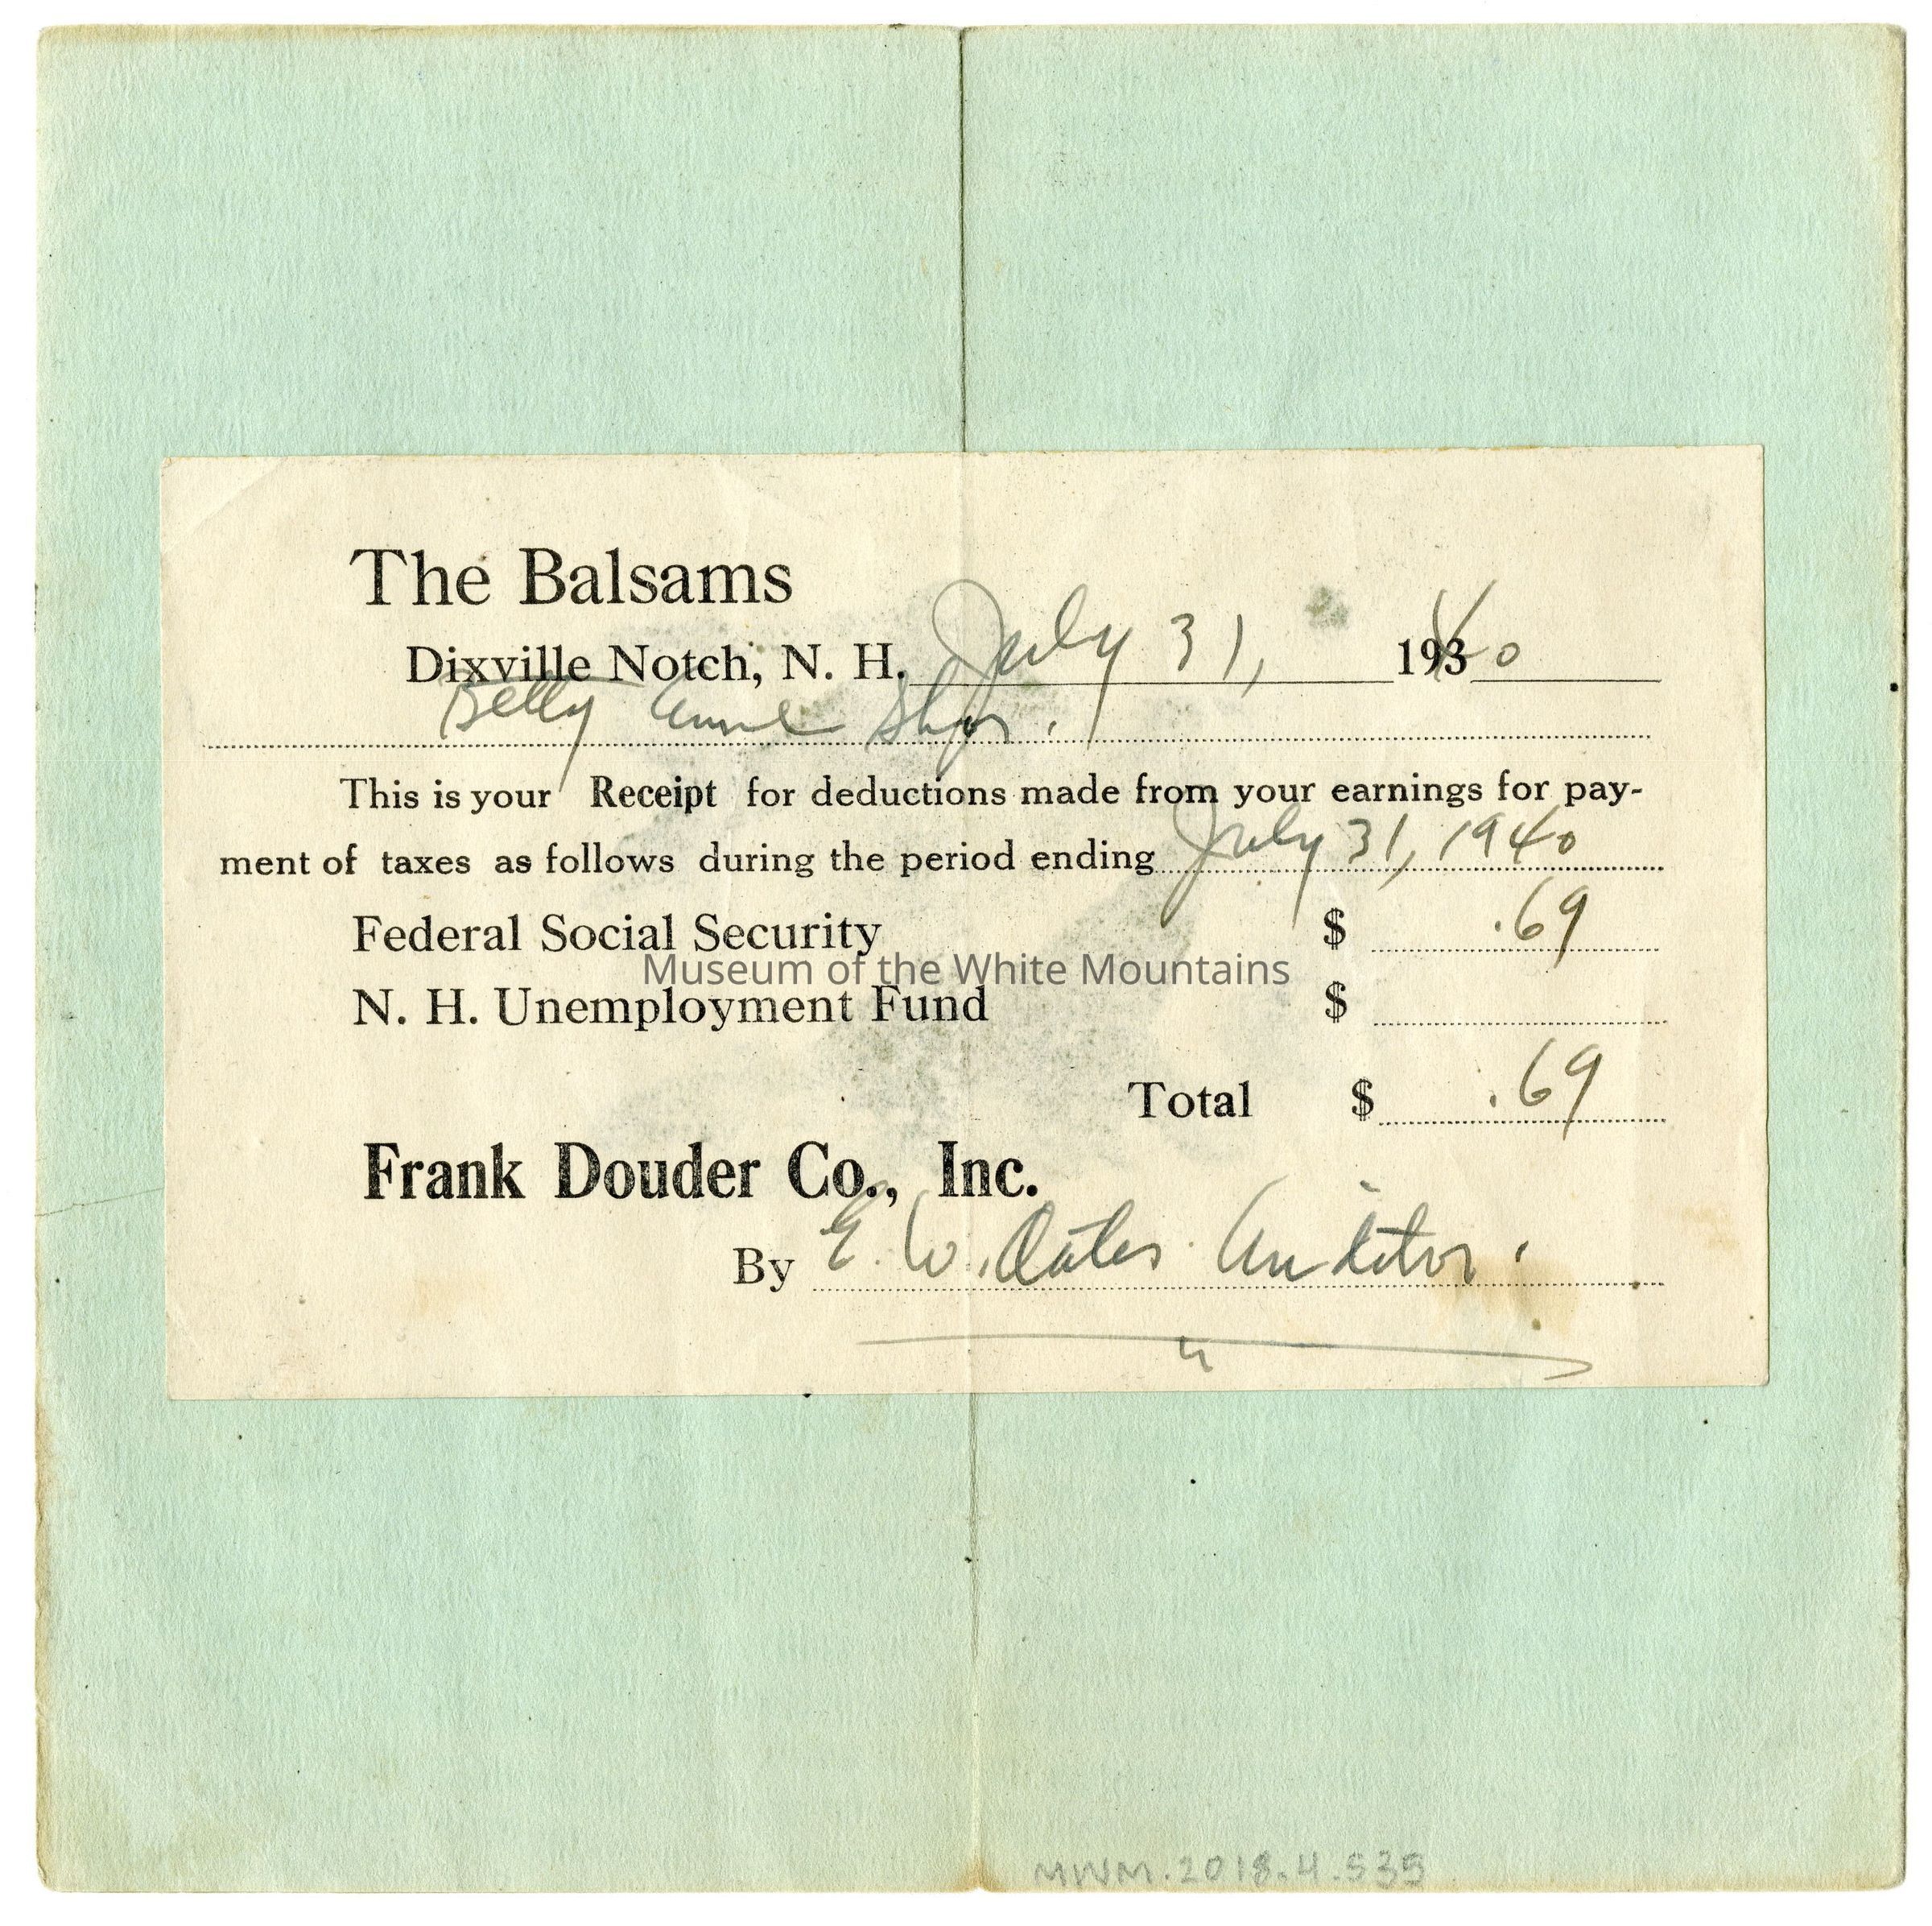 The Balsams
Dixville Notch, N. H. July 31, 1940
Betty Anne
This is your Receipt for deductions made from your earnings for pay-
ment of taxes as follows during the period ending July 31, 1940
Federal Social Security $ .69
Museum of the White Mountains
N. H. Unemployment Fund $
Total $ .69
Frank Douder Co., Inc.
By E. W. Oates. Auditor.
MWM.2018.4.535